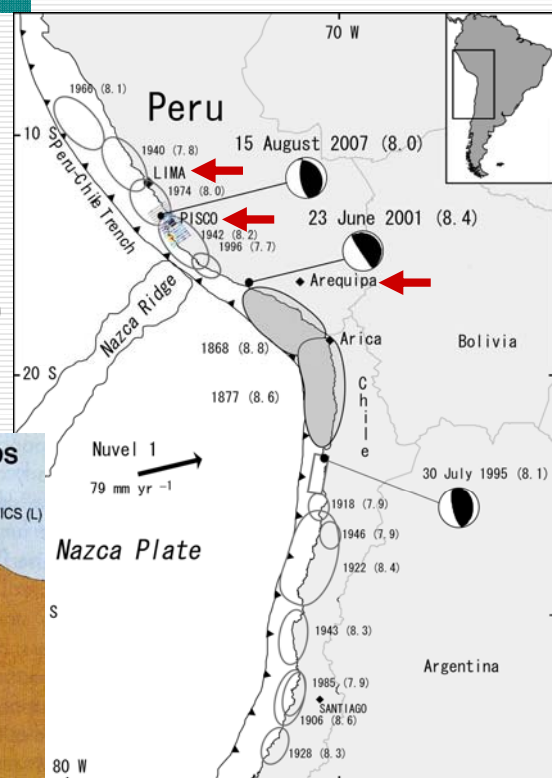 70 W
1966 (8.1)
Peru
10 S
15 August 2007 (8.0)
1940 (7.8)
LIMA
Peru-Chile Trench
1974 (8.0)
PISCO
23 June 2001 (8.4)
1942 (8.2)
1996 (7.7)
Nazca Ridge
Arequipa
Arica
Bolivia
1868 (8.8)
20 S
1877 (8.6)
Chile
OS
Nuvel 1
79 mm yr -1
30 July 1995 (8.1)
ICS (L)
1918 (7.9)
Nazca Plate
1946 (7.9)
1922 (8.4)
S
1943 (8.3)
Argentina
1985 (7.9)
SANTIAGO
1906 (8.6)
1928 (8.3)
80 W